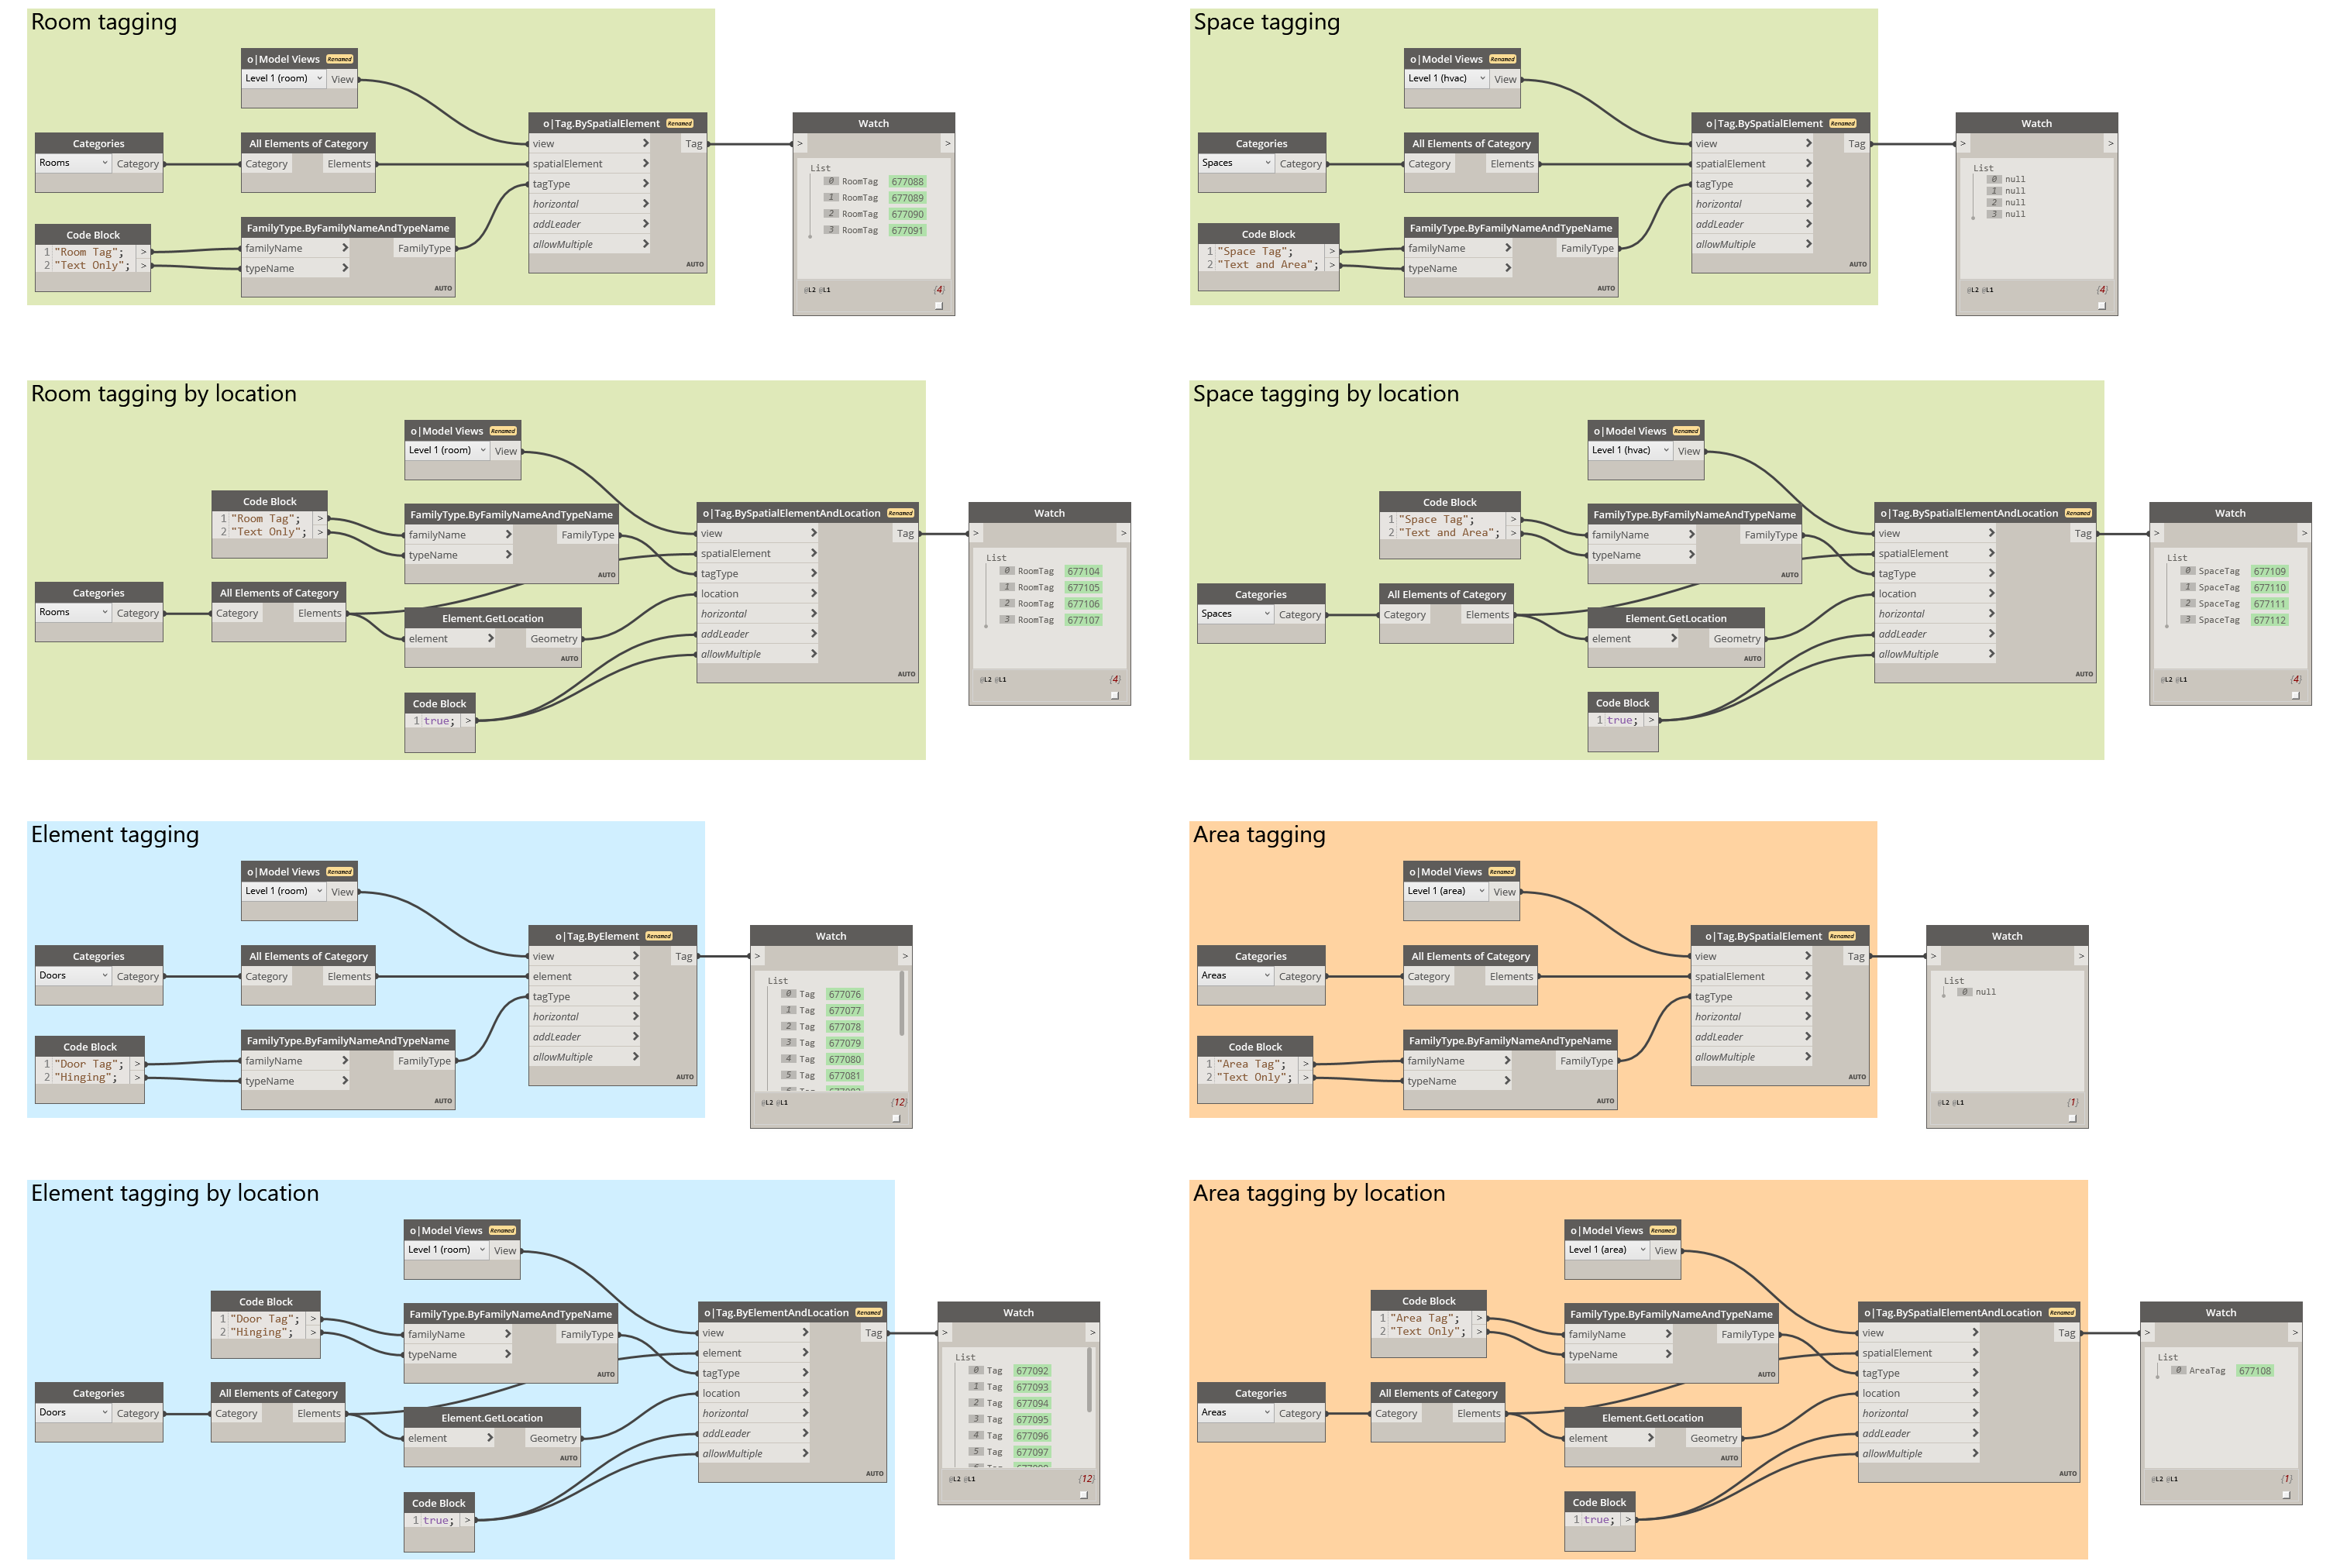 Room tagging
o|Model Views Renamed
Level 1 (room) View
Categories
Rooms Category
All Elements of Category
Category Elements
Code Block
1 "Room Tag"; >
2 "Text Only"; >
FamilyType.ByFamilyNameAndTypeName
familyName > FamilyType
typeName >
AUTO
o|Tag.BySpatialElement Renamed
view > Tag
spatialElement >
tagType >
horizontal >
addLeader >
allowMultiple >
AUTO
Watch
> >
List
0 RoomTag 677088
1 RoomTag 677089
2 RoomTag 677090
3 RoomTag 677091
@L2 @L1 {4}
Space tagging
o|Model Views Renamed
Level 1 (hvac) View
Categories
Spaces Category
All Elements of Category
Category Elements
Code Block
1 "Space Tag"; >
2 "Text and Area"; >
FamilyType.ByFamilyNameAndTypeName
familyName > FamilyType
typeName >
AUTO
o|Tag.BySpatialElement Renamed
view > Tag
spatialElement >
tagType >
horizontal >
addLeader >
allowMultiple >
AUTO
Watch
> >
List
0 null
1 null
2 null
3 null
@L2 @L1 {4}
Room tagging by location
o|Model Views Renamed
Level 1 (room) View
Code Block
1 "Room Tag"; >
2 "Text Only"; >
FamilyType.ByFamilyNameAndTypeName
familyName > FamilyType
typeName >
AUTO
Categories
Rooms Category
All Elements of Category
Category Elements
Element.GetLocation
element > Geometry
AUTO
Code Block
1 true; >
o|Tag.BySpatialElementAndLocation Renamed
view > Tag
spatialElement >
tagType >
location >
horizontal >
addLeader >
allowMultiple >
AUTO
Watch
> >
List
0 RoomTag 677104
1 RoomTag 677105
2 RoomTag 677106
3 RoomTag 677107
@L2 @L1 {4}
Space tagging by location
o|Model Views Renamed
Level 1 (hvac) View
Code Block
1 "Space Tag"; >
2 "Text and Area"; >
FamilyType.ByFamilyNameAndTypeName
familyName > FamilyType
typeName >
AUTO
Categories
Spaces Category
All Elements of Category
Category Elements
Element.GetLocation
element > Geometry
AUTO
Code Block
1 true; >
o|Tag.BySpatialElementAndLocation Renamed
view > Tag
spatialElement >
tagType >
location >
horizontal >
addLeader >
allowMultiple >
AUTO
Watch
> >
List
0 SpaceTag 677109
1 SpaceTag 677110
2 SpaceTag 677111
3 SpaceTag 677112
@L2 @L1 {4}
Element tagging
o|Model Views Renamed
Level 1 (room) View
Categories
Doors Category
All Elements of Category
Category Elements
Code Block
1 "Door Tag"; >
2 "Hinging"; >
FamilyType.ByFamilyNameAndTypeName
familyName > FamilyType
typeName >
AUTO
o|Tag.ByElement Renamed
view > Tag
element >
tagType >
horizontal >
addLeader >
allowMultiple >
AUTO
Watch
> >
List
0 Tag 677076
1 Tag 677077
2 Tag 677078
3 Tag 677079
4 Tag 677080
5 Tag 677081
@L2 @L1 {12}
Area tagging
o|Model Views Renamed
Level 1 (area) View
Categories
Areas Category
All Elements of Category
Category Elements
Code Block
1 "Area Tag"; >
2 "Text Only"; >
FamilyType.ByFamilyNameAndTypeName
familyName > FamilyType
typeName >
AUTO
o|Tag.BySpatialElement Renamed
view > Tag
spatialElement >
tagType >
horizontal >
addLeader >
allowMultiple >
AUTO
Watch
> >
List
0 null
@L2 @L1 {1}
Element tagging by location
o|Model Views Renamed
Level 1 (room) View
Code Block
1 "Door Tag"; >
2 "Hinging"; >
FamilyType.ByFamilyNameAndTypeName
familyName > FamilyType
typeName >
AUTO
Categories
Doors Category
All Elements of Category
Category Elements
Element.GetLocation
element > Geometry
AUTO
Code Block
1 true; >
o|Tag.ByElementAndLocation Renamed
view > Tag
element >
tagType >
location >
horizontal >
addLeader >
allowMultiple >
AUTO
Watch
> >
List
0 Tag 677092
1 Tag 677093
2 Tag 677094
3 Tag 677095
4 Tag 677096
5 Tag 677097
@L2 @L1 {12}
Area tagging by location
o|Model Views Renamed
Level 1 (area) View
Code Block
1 "Area Tag"; >
2 "Text Only"; >
FamilyType.ByFamilyNameAndTypeName
familyName > FamilyType
typeName >
AUTO
Categories
Areas Category
All Elements of Category
Category Elements
Element.GetLocation
element > Geometry
AUTO
Code Block
1 true; >
o|Tag.BySpatialElementAndLocation Renamed
view > Tag
spatialElement >
tagType >
location >
horizontal >
addLeader >
allowMultiple >
AUTO
Watch
> >
List
0 AreaTag 677108
@L2 @L1 {1}